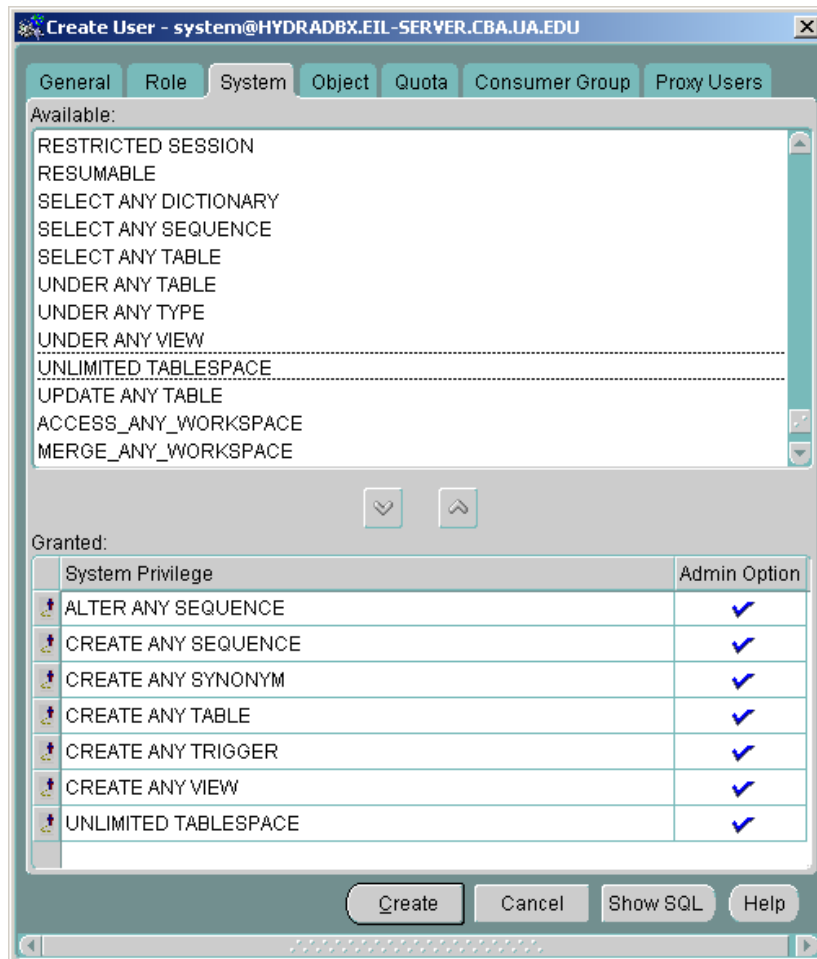 Create User - system@HYDRADBX.EIL-SERVER.CBA.UA.EDU
General Role System Object Quota Consumer Group Proxy Users
Available:
RESTRICTED SESSION
RESUMABLE
SELECT ANY DICTIONARY
SELECT ANY SEQUENCE
SELECT ANY TABLE
UNDER ANY TABLE
UNDER ANY TYPE
UNDER ANY VIEW
UNLIMITED TABLESPACE
UPDATE ANY TABLE
ACCESS_ANY_WORKSPACE
MERGE_ANY_WORKSPACE
Granted:
System Privilege Admin Option
ALTER ANY SEQUENCE
CREATE ANY SEQUENCE
CREATE ANY SYNONYM
CREATE ANY TABLE
CREATE ANY TRIGGER
CREATE ANY VIEW
UNLIMITED TABLESPACE
Create Cancel Show SQL Help